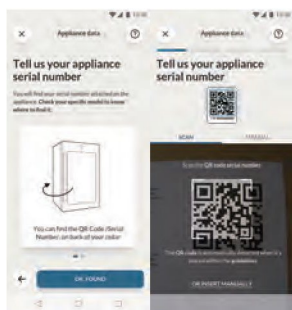 Appliance data
Tell us your appliance
serial number
You will find your serial number attached on the
appliance. Check your specific model to know
where to find it.
You can find the QR Code /Serial
Number, on back of your
QR FOUND
Appliance data
Tell us your appliance
serial number
SCAN
MANUAL
Scan the QR code serial number
The QR code is automatically detected when it's
placed within the
OR INSERT MANUALLY